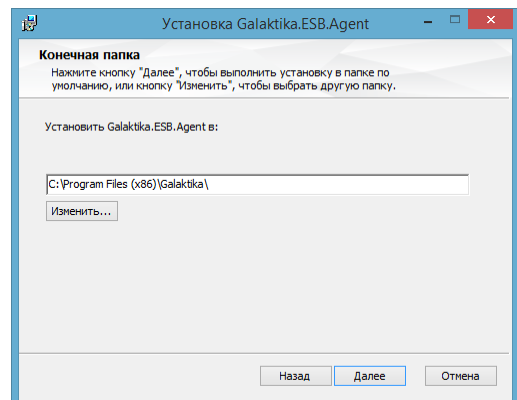 Установка Galaktika.ESB.Agent
Конечная папка
Нажмите кнопку "Далее", чтобы выполнить установку в папке по
умолчанию, или кнопку "Изменить", чтобы выбрать другую папку.
Установить Galaktika.ESB.Agent в:
C:\Program Files (x86)\Galaktika\
Изменить...
Назад Далее Отмена